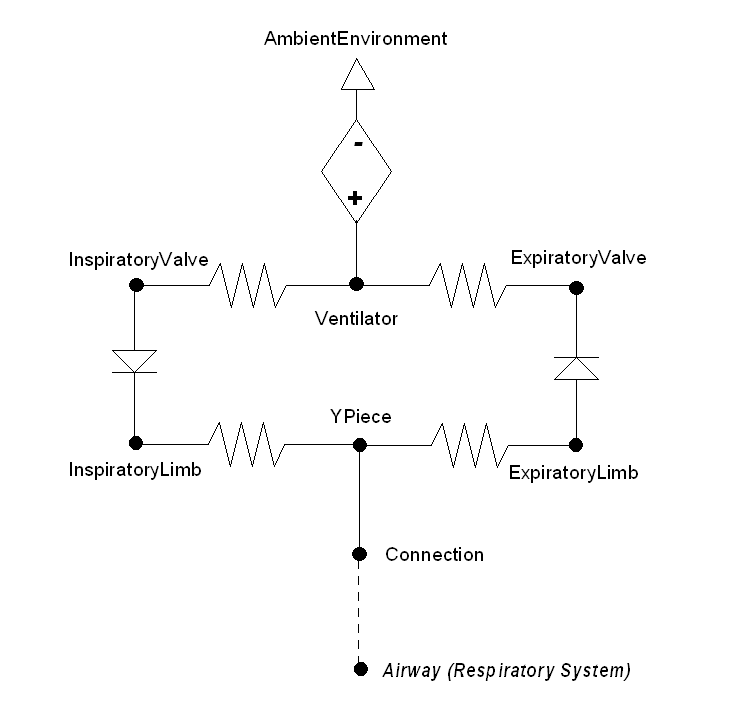 AmbientEnvironment
-
+
InspiratoryValve
ExpiratoryValve
Ventilator
YPiece
InspiratoryLimb
ExpiratoryLimb
Connection
Airway (Respiratory System)